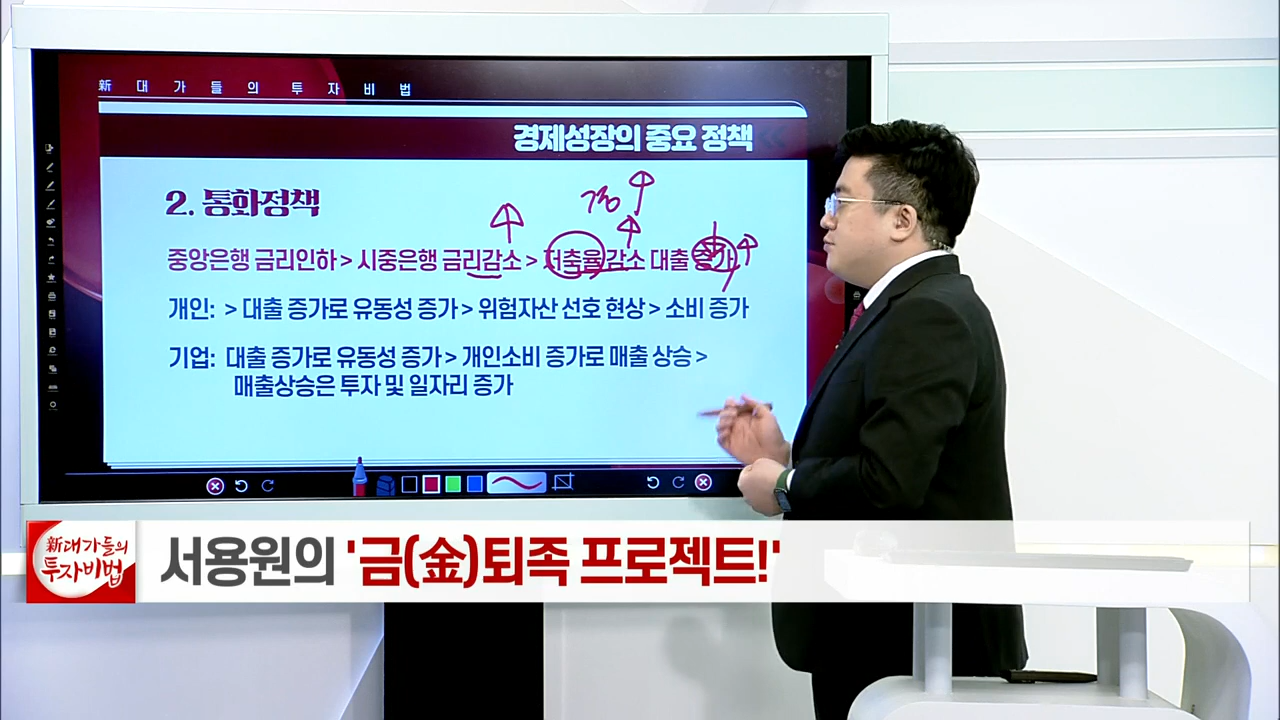 新 대 가 들 의 투 자 비 법
경제성장의 중요 정책
2. 통화정책
중앙은행 금리인하 > 시중은행 금리감소 > 저축율 감소 대출 증가
개인: > 대출 증가로 유동성 증가 > 위험자산 선호 현상 > 소비 증가
기업: 대출 증가로 유동성 증가 > 개인소비 증가로 매출 상승 >
매출상승은 투자 및 일자리 증가
新대가들의
투자비법
서용원의 '금(金)퇴족 프로젝트!'